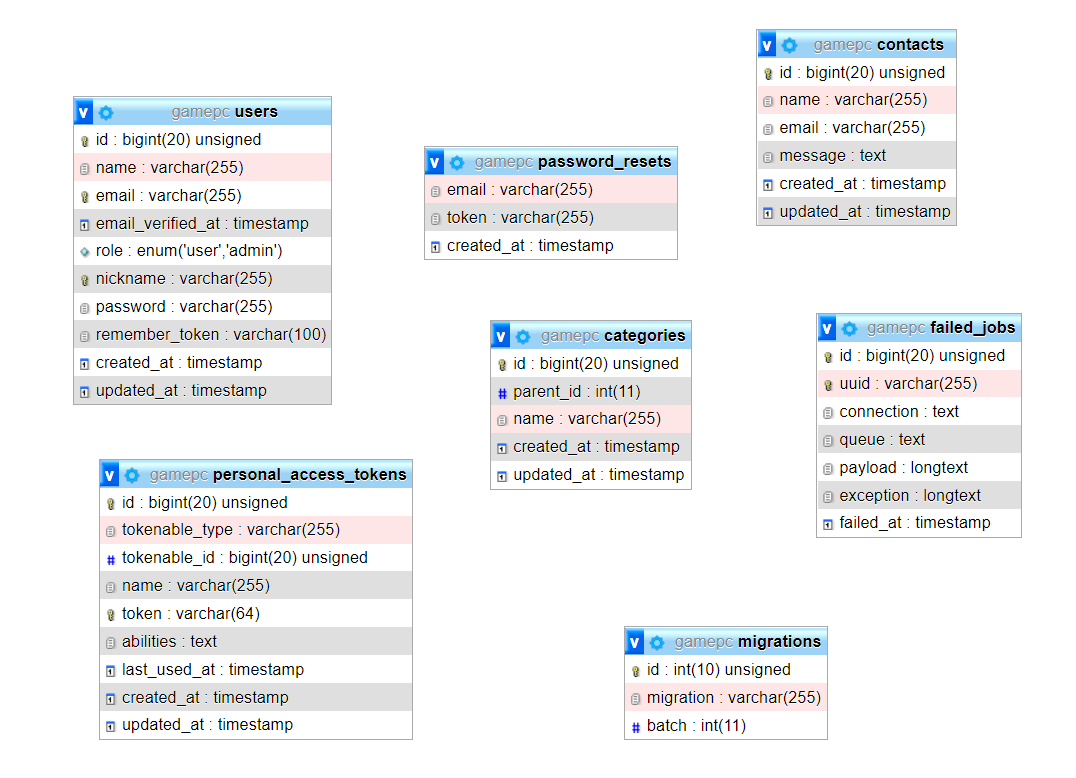 gamepc users
id : bigint(20) unsigned
name : varchar(255)
email : varchar(255)
email_verified_at : timestamp
role : enum('user','admin')
nickname : varchar(255)
password : varchar(255)
remember_token : varchar(100)
created_at : timestamp
updated_at : timestamp
gamepc password_resets
email : varchar(255)
token : varchar(255)
created_at : timestamp
gamepc contacts
id : bigint(20) unsigned
name : varchar(255)
email : varchar(255)
message : text
created_at : timestamp
updated_at : timestamp
gamepc categories
id : bigint(20) unsigned
parent_id : int(11)
name : varchar(255)
created_at : timestamp
updated_at : timestamp
gamepc failed_jobs
id : bigint(20) unsigned
uuid : varchar(255)
connection : text
queue : text
payload : longtext
exception : longtext
failed_at : timestamp
gamepc personal_access_tokens
id : bigint(20) unsigned
tokenable_type : varchar(255)
tokenable_id : bigint(20) unsigned
name : varchar(255)
token : varchar(64)
abilities : text
last_used_at : timestamp
created_at : timestamp
updated_at : timestamp
gamepc migrations
id : int(10) unsigned
migration : varchar(255)
batch : int(11)